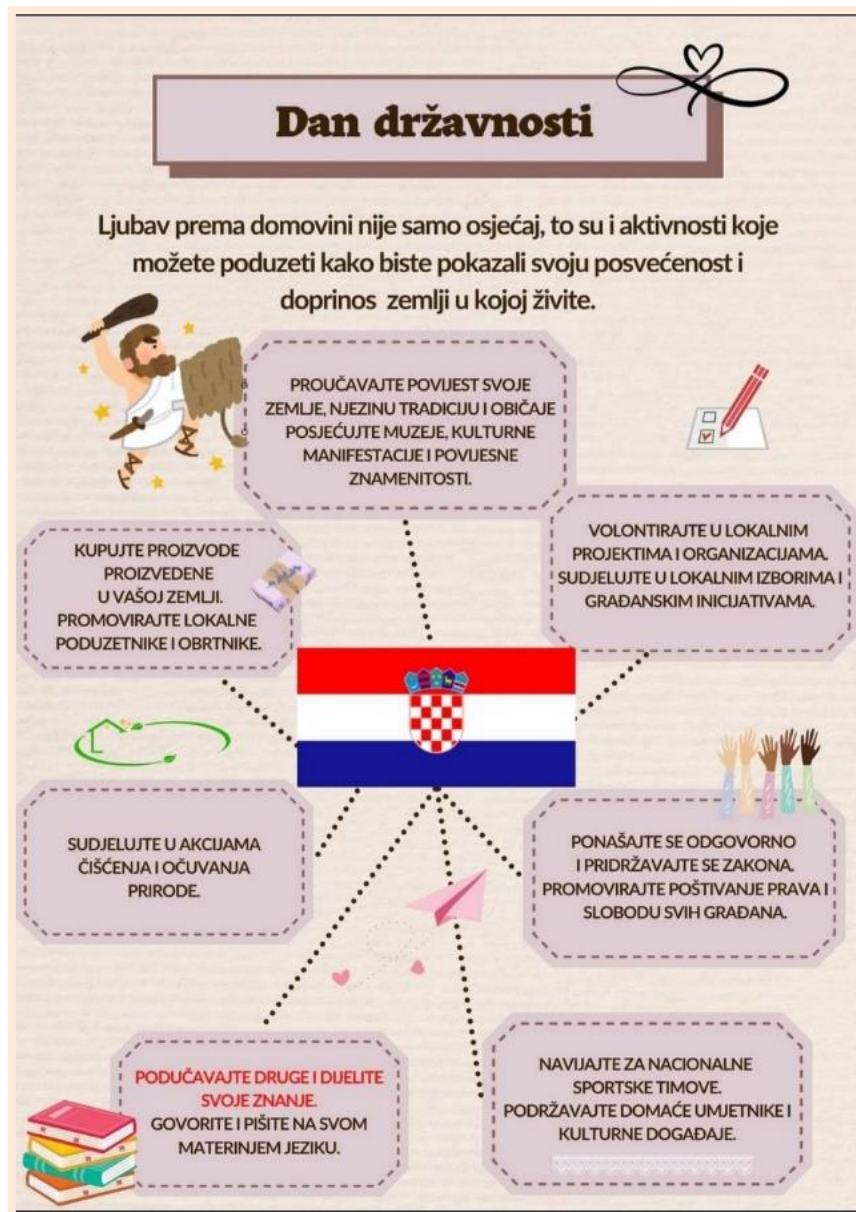 Dan državnosti
Ljubav prema domovini nije samo osjećaj, to su i aktivnosti koje
možete poduzeti kako biste pokazali svoju posvećenost i
doprinos zemlji u kojoj živite.
PROUČAVAJTE POVIJEST SVOJE
ZEMLJE, NJEZINU TRADICIJU I OBIČAJE
POSJEĆUJTE MUZEJE, KULTURNE
MANIFESTACIJE I POVIJESNE
ZNAMENITOSTI.
KUPUJTE PROIZVODE
PROIZVEDENE
U VAŠOJ ZEMLJI.
PROMOVIRAJTE LOKALNE
PODUZETNIKE I OBRTNIKE.
VOLONTIRAJTE U LOKALNIM
PROJEKTIMA I ORGANIZACIJAMA.
SUDJELUJTE U LOKALNIM IZBORIMA I
GRAĐANSKIM INICIJATIVAMA.
SUDJELUJTE U AKCIJAMA
ČIŠĆENJA I OČUVANJA
PRIRODE.
PONAŠAJTE SE ODGOVORNO
I PRIDRŽAVAJTE SE ZAKONA.
PROMOVIRAJTE POŠTIVANJE PRAVA I
SLOBODU SVIH GRAĐANA.
PODUČAVAJTE DRUGE I DIJELITE
SVOJE ZNANJE.
GOVORITE I PIŠITE NA SVOM
MATERINJEM JEZIKU.
NAVIJAJTE ZA NACIONALNE
SPORTSKE TIMOVE.
PODRŽAVAJTE DOMAĆE UMJETNIKE I
KULTURNE DOGAĐAJE.